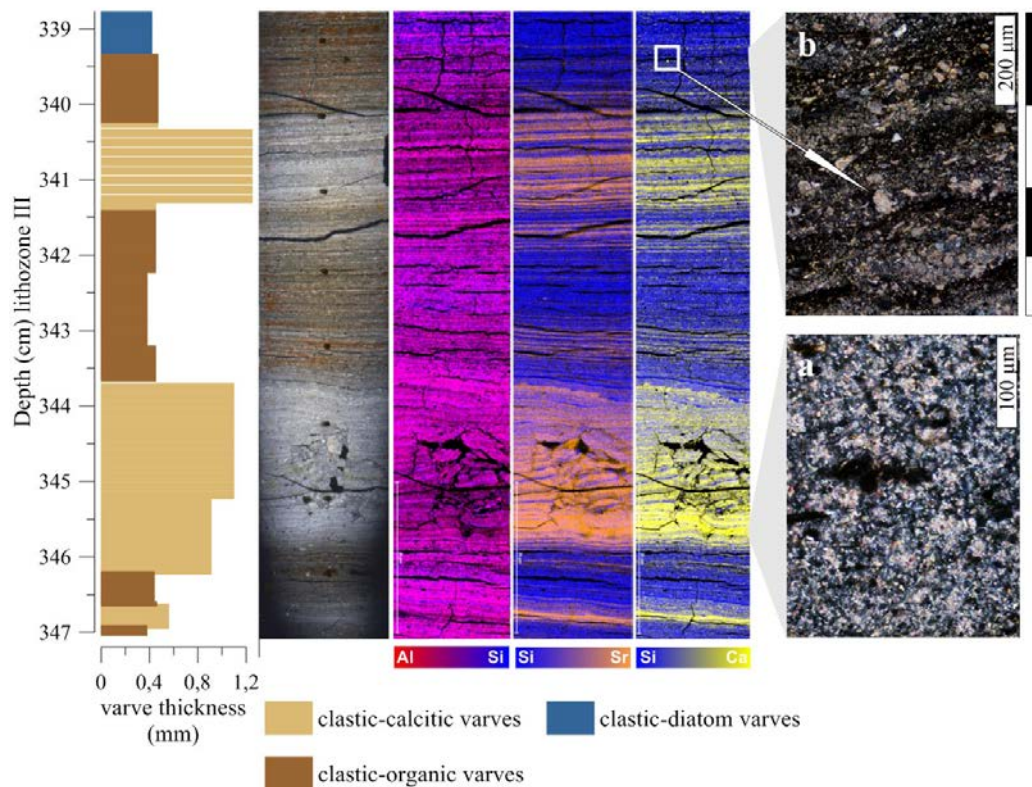 Depth (cm) lithozone III
339
340
341
342
343
344
345
346
347
0 0,4 0,8 1,2
varve thickness
(mm)
Al Si
Si Sr
Si Ca
b
200 μm
a
100 μm
clastic-calcitic varves
clastic-diatom varves
clastic-organic varves